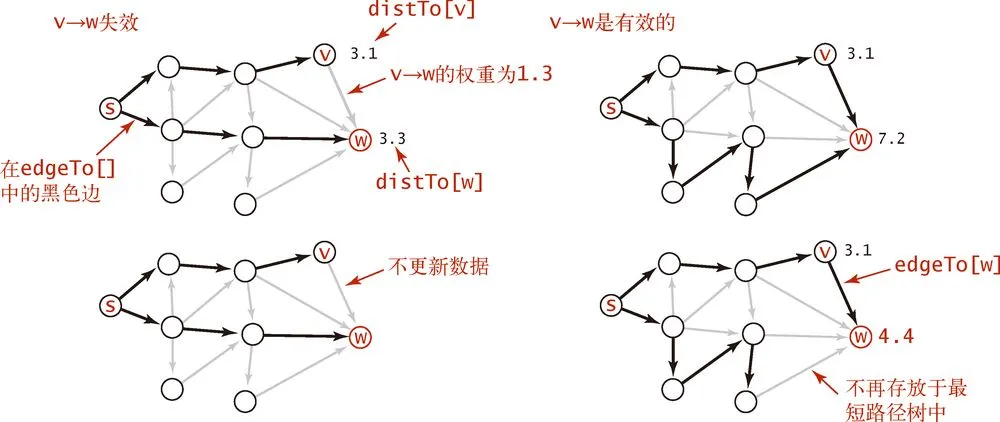 v→w失效
distTo[v]
v→w是有效的
v 3.1
v 3.1
v→w的权重为1.3
s
s
w 3.3
w 7.2
在edgeTo[]
中的黑色边
distTo[w]
v
v 3.1
不更新数据
edgeTo[w]
s
s
w
w 4.4
不再存放于最
短路径树中